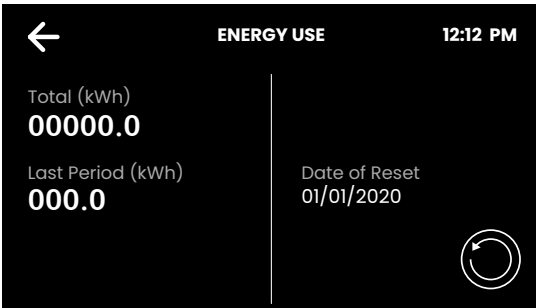 ENERGY USE
12:12 PM
Total (kWh)
00000.0
Last Period (kWh)
000.0
Date of Reset
01/01/2020